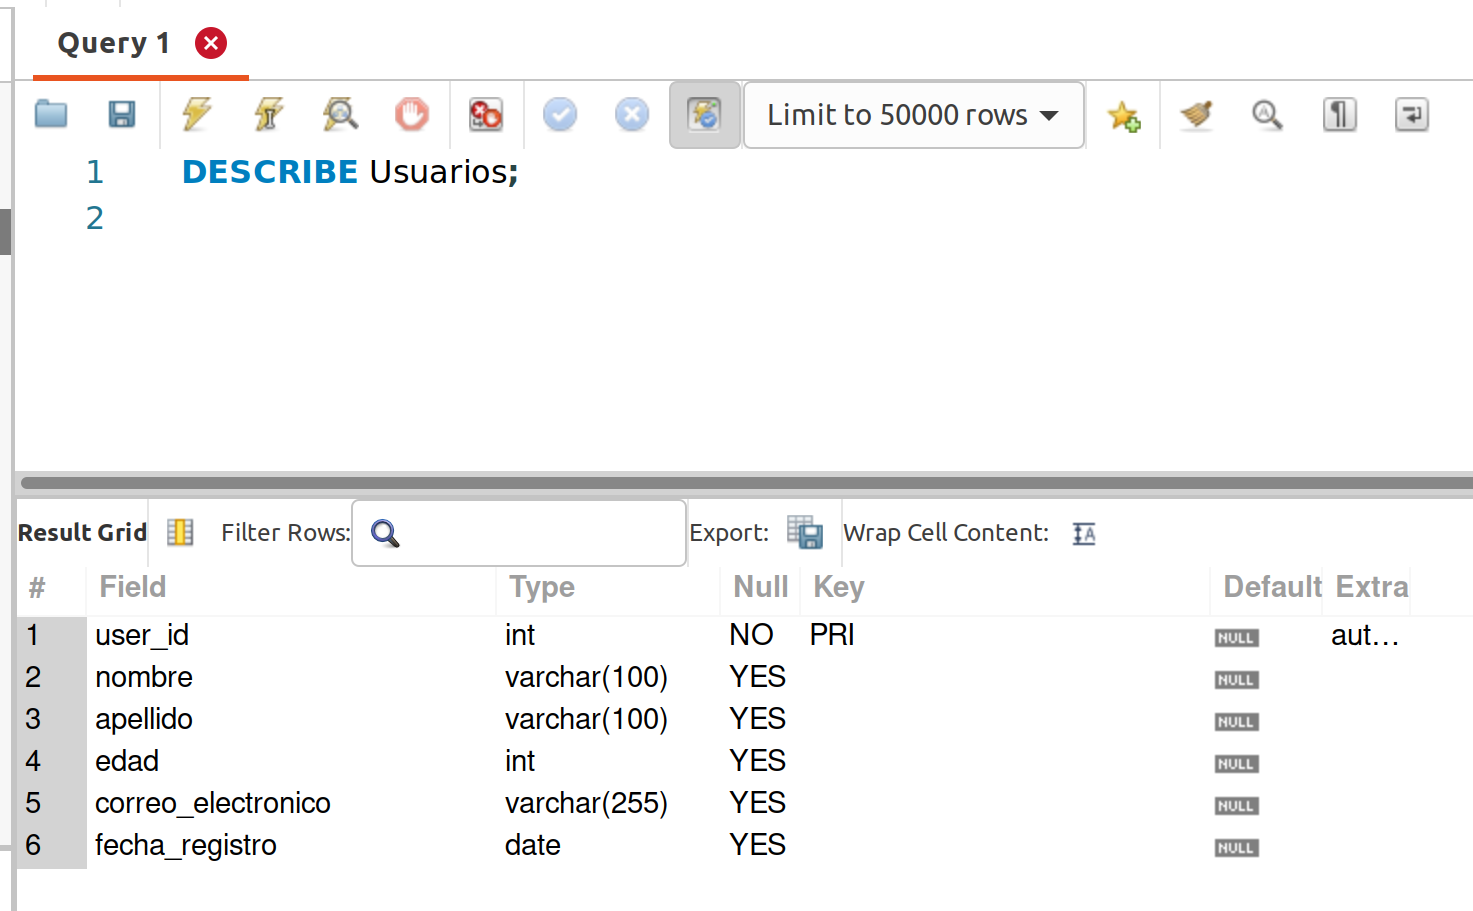 Query 1
Limit to 50000 rows
1 DESCRIBE Usuarios;
2
Result Grid Filter Rows: Export: Wrap Cell Content:
# Field Type Null Key Default Extra
1 user_id int NO PRI NULL aut...
2 nombre varchar(100) YES NULL
3 apellido varchar(100) YES NULL
4 edad int YES NULL
5 correo_electronico varchar(255) YES NULL
6 fecha_registro date YES NULL